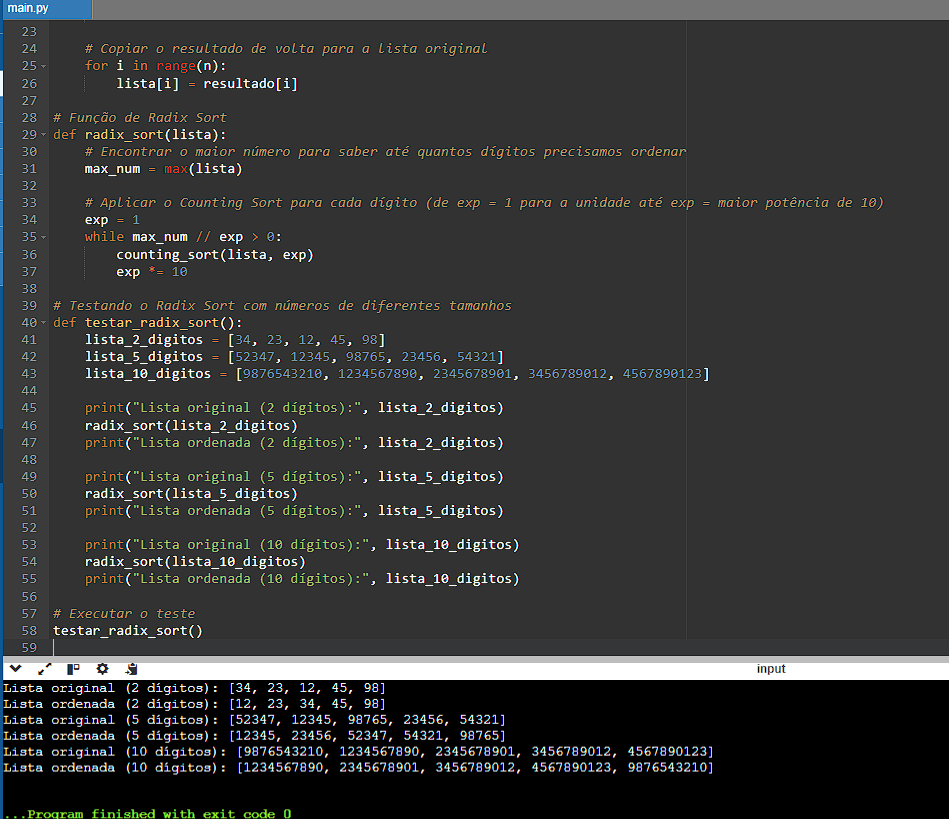 main.py
23
24 # Copiar o resultado de volta para a lista original
25 for i in range(n):
26 lista[i] = resultado[i]
27
28 # Função de Radix Sort
29 def radix_sort(lista):
30 # Encontrar o maior número para saber até quantos dígitos precisamos ordenar
31 max_num = max(lista)
32
33 # Aplicar o Counting Sort para cada dígito (de exp = 1 para a unidade até exp = maior potência de 10)
34 exp = 1
35 while max_num // exp > 0:
36 counting_sort(lista, exp)
37 exp *= 10
38
39 # Testando o Radix Sort com números de diferentes tamanhos
40 def testar_radix_sort():
41 lista_2_digitos = [34, 23, 12, 45, 98]
42 lista_5_digitos = [52347, 12345, 98765, 23456, 54321]
43 lista_10_digitos = [9876543210, 1234567890, 2345678901, 3456789012, 4567890123]
44
45 print("Lista original (2 dígitos):", lista_2_digitos)
46 radix_sort(lista_2_digitos)
47 print("Lista ordenada (2 dígitos):", lista_2_digitos)
48
49 print("Lista original (5 dígitos):", lista_5_digitos)
50 radix_sort(lista_5_digitos)
51 print("Lista ordenada (5 dígitos):", lista_5_digitos)
52
53 print("Lista original (10 dígitos):", lista_10_digitos)
54 radix_sort(lista_10_digitos)
55 print("Lista ordenada (10 dígitos):", lista_10_digitos)
56
57 # Executar o teste
58 testar_radix_sort()
59
input
Lista original (2 dígitos): [34, 23, 12, 45, 98]
Lista ordenada (2 dígitos): [12, 23, 34, 45, 98]
Lista original (5 dígitos): [52347, 12345, 98765, 23456, 54321]
Lista ordenada (5 dígitos): [12345, 23456, 52347, 54321, 98765]
Lista original (10 dígitos): [9876543210, 1234567890, 2345678901, 3456789012, 4567890123]
Lista ordenada (10 dígitos): [1234567890, 2345678901, 3456789012, 4567890123, 9876543210]
...Program finished with exit code 0